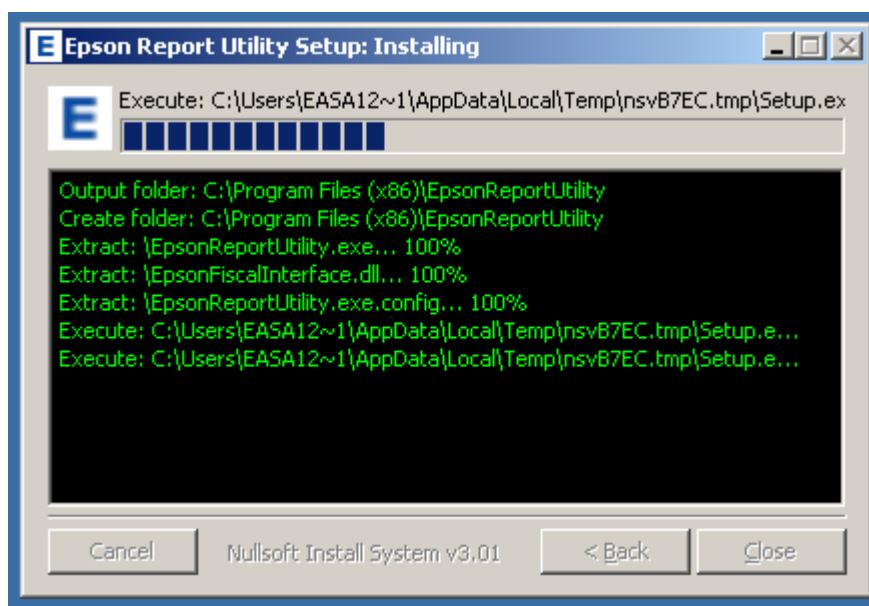 E Epson Report Utility Setup: Installing
E
Execute: C:\Users\EASA12~1\AppData\Local\Temp\nsvB7EC.tmp\Setup.ex
Output folder: C:\Program Files (x86)\EpsonReportUtility
Create folder: C:\Program Files (x86)\EpsonReportUtility
Extract: \EpsonReportUtility.exe... 100%
Extract: \EpsonFiscalInterface.dll... 100%
Extract: \EpsonReportUtility.exe.config... 100%
Execute: C:\Users\EASA12~1\AppData\Local\Temp\nsvB7EC.tmp\Setup.e...
Execute: C:\Users\EASA12~1\AppData\Local\Temp\nsvB7EC.tmp\Setup.e...
Cancel Nullsoft Install System v3.01 < Back Close